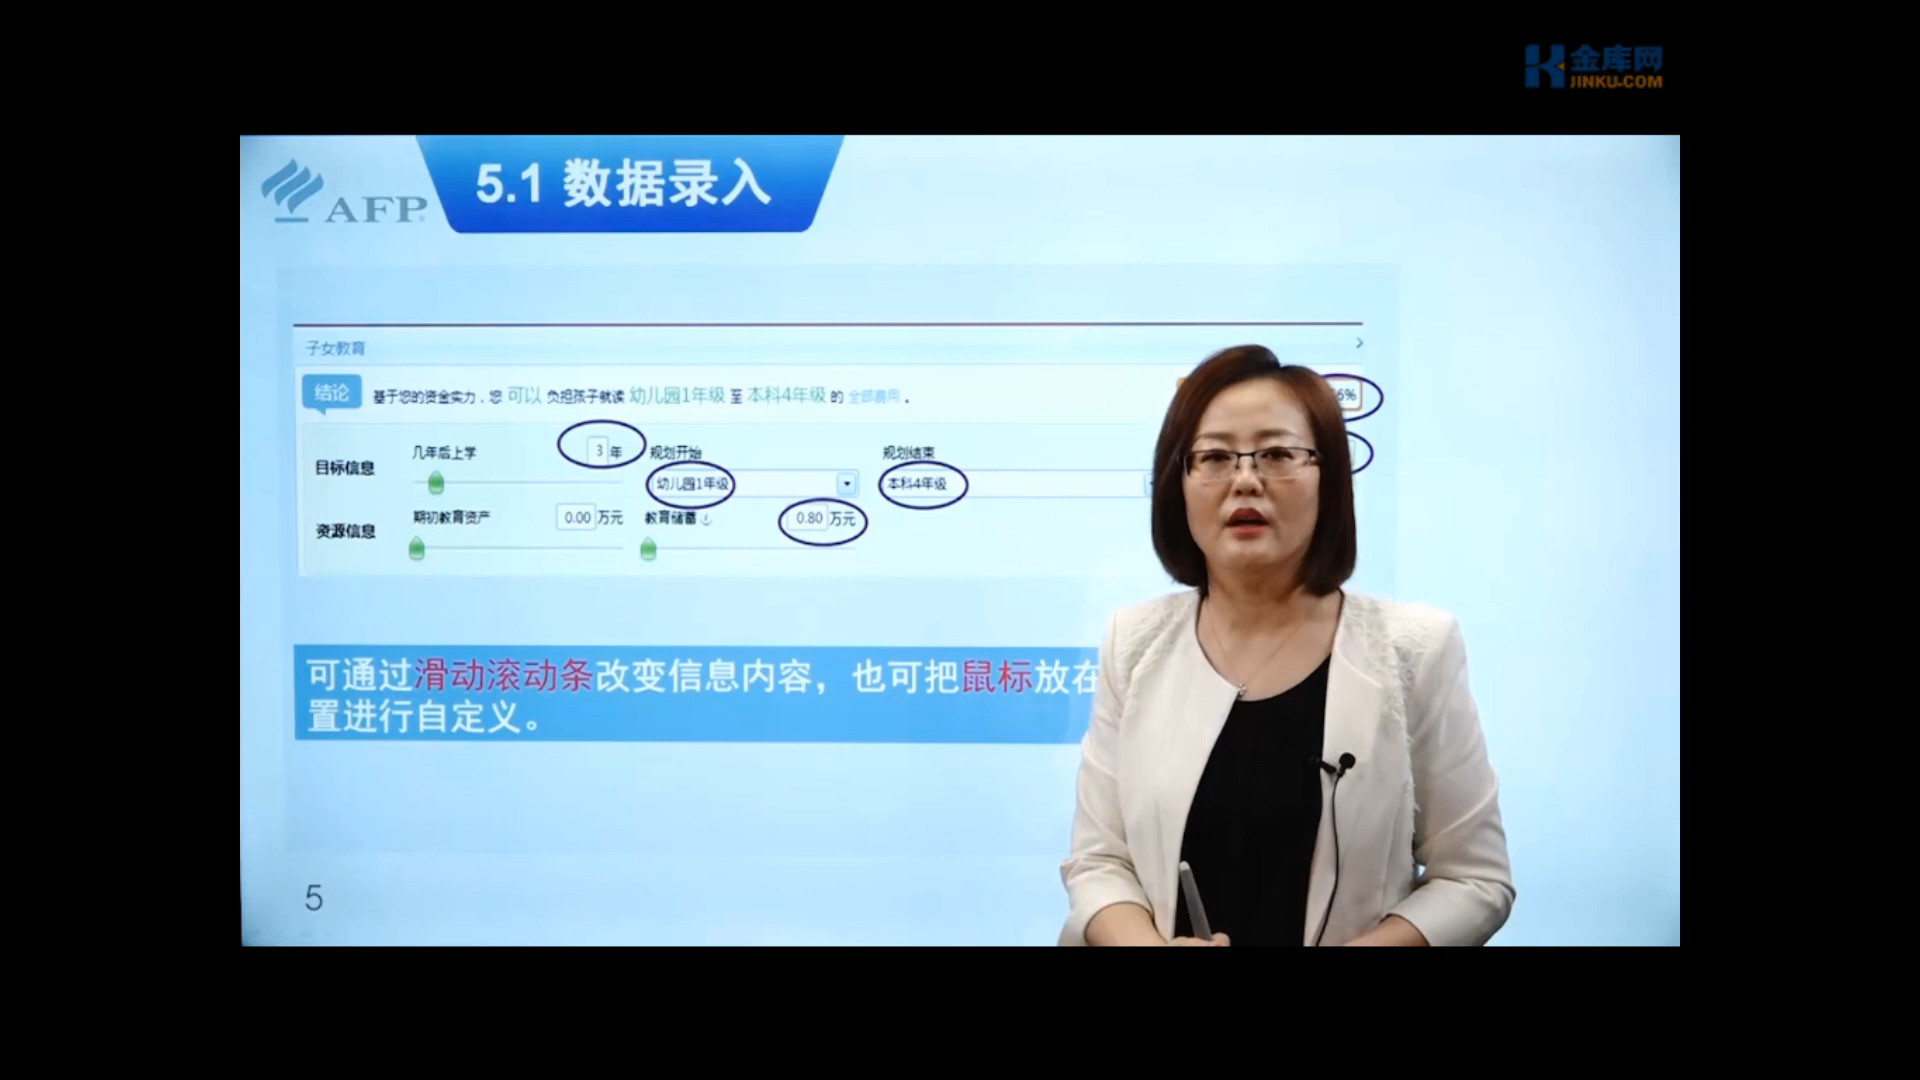 金库网
JINKU.COM
AFP
5.1 数据录入
子女教育
结论 基于您的资金实力，您 可以 负担孩子就读 幼儿园1年级 至 本科4年级 的 全部费用 。
6%
目标信息 几年后上学 3 年 规划开始 规划结束
幼儿园1年级 本科4年级
资源信息 期初教育资产 0.00 万元 教育储蓄 0.80 万元
可通过滑动滚动条改变信息内容，也可把鼠标放在
置进行自定义。
5